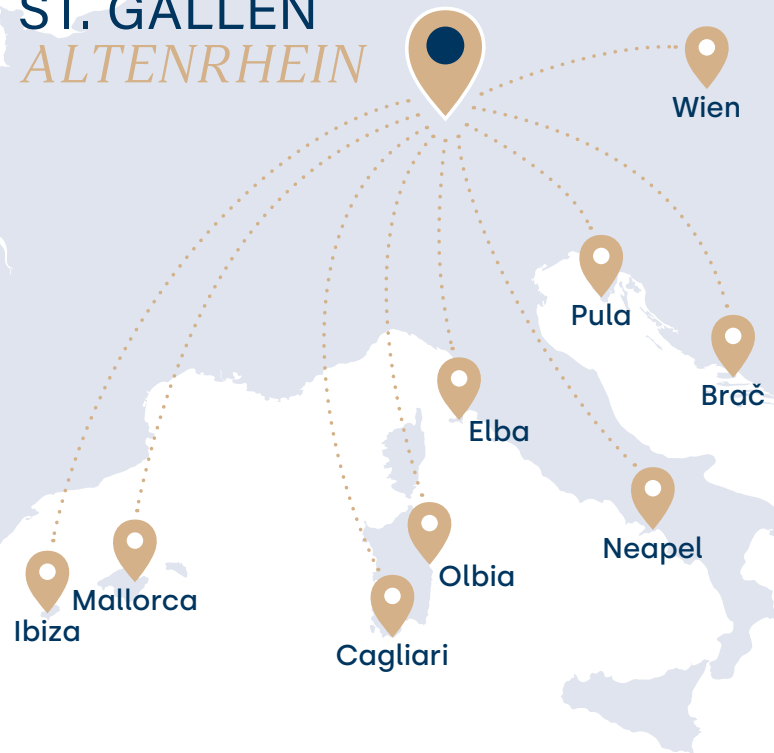 ST. GALLEN
ALTENRHEIN
Wien
Pula
Brač
Elba
Neapel
Olbia
Mallorca
Ibiza
Cagliari